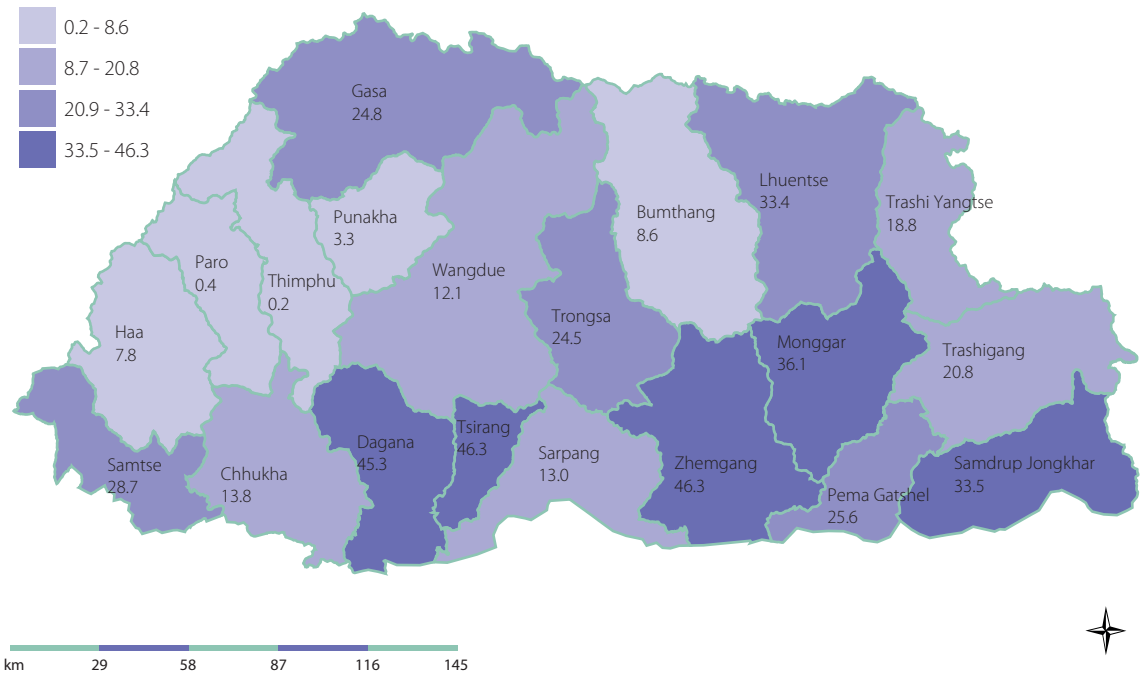 0.2 - 8.6
8.7 - 20.8
20.9 - 33.4
33.5 - 46.3
Gasa
24.8
Punakha
3.3
Bumthang
8.6
Lhuentse
33.4
Trashi Yangtse
18.8
Paro
0.4
Thimphu
0.2
Wangdue
12.1
Haa
7.8
Trongsa
24.5
Monggar
36.1
Trashigang
20.8
Samtse
28.7
Chhukha
13.8
Dagana
45.3
Tsirang
46.3
Sarpang
13.0
Zhemgang
46.3
Pema Gatshel
25.6
Samdrup Jongkhar
33.5
km 29 58 87 116 145